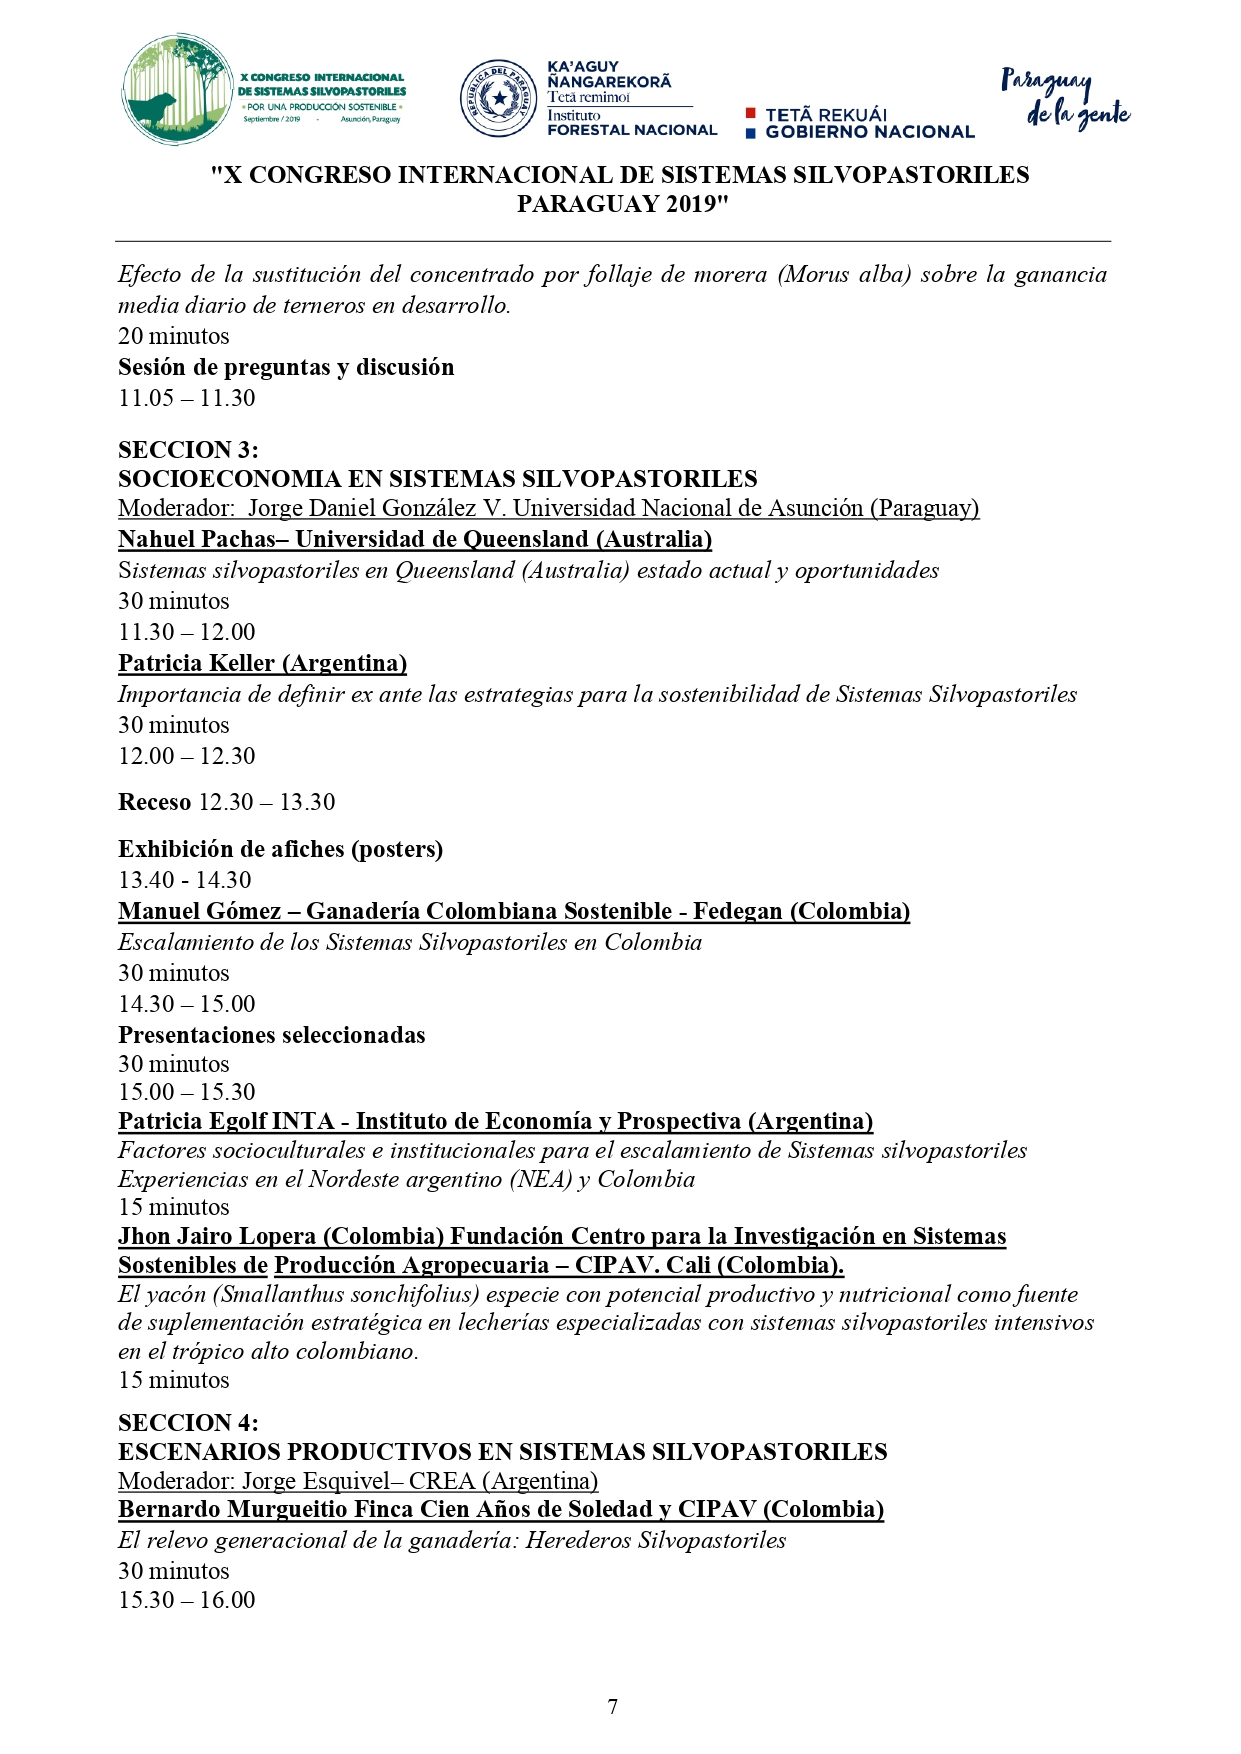 X CONGRESO INTERNACIONAL
DE SISTEMAS SILVOPASTORILES
• POR UNA PRODUCCIÓN SOSTENIBLE •
Septiembre / 2019 - Asunción, Paraguay
REPUBLICA DEL PARAGUAY
KA'AGUY
ÑANGAREKORÃ
Tetã remimoĩ
Instituto
FORESTAL NACIONAL
TETÃ REKUÁI
GOBIERNO NACIONAL
Paraguay
de la gente
"X CONGRESO INTERNACIONAL DE SISTEMAS SILVOPASTORILES
PARAGUAY 2019"
Efecto de la sustitución del concentrado por follaje de morera (Morus alba) sobre la ganancia
media diario de terneros en desarrollo.
20 minutos
Sesión de preguntas y discusión
11.05 – 11.30
SECCION 3:
SOCIOECONOMIA EN SISTEMAS SILVOPASTORILES
Moderador:  Jorge Daniel González V. Universidad Nacional de Asunción (Paraguay)
Nahuel Pachas– Universidad de Queensland (Australia)
Sistemas silvopastoriles en Queensland (Australia) estado actual y oportunidades
30 minutos
11.30 – 12.00
Patricia Keller (Argentina)
Importancia de definir ex ante las estrategias para la sostenibilidad de Sistemas Silvopastoriles
30 minutos
12.00 – 12.30
Receso 12.30 – 13.30
Exhibición de afiches (posters)
13.40 - 14.30
Manuel Gómez – Ganadería Colombiana Sostenible - Fedegan (Colombia)
Escalamiento de los Sistemas Silvopastoriles en Colombia
30 minutos
14.30 – 15.00
Presentaciones seleccionadas
30 minutos
15.00 – 15.30
Patricia Egolf INTA - Instituto de Economía y Prospectiva (Argentina)
Factores socioculturales e institucionales para el escalamiento de Sistemas silvopastoriles
Experiencias en el Nordeste argentino (NEA) y Colombia
15 minutos
Jhon Jairo Lopera (Colombia) Fundación Centro para la Investigación en Sistemas
Sostenibles de Producción Agropecuaria – CIPAV. Cali (Colombia).
El yacón (Smallanthus sonchifolius) especie con potencial productivo y nutricional como fuente
de suplementación estratégica en lecherías especializadas con sistemas silvopastoriles intensivos
en el trópico alto colombiano.
15 minutos
SECCION 4:
ESCENARIOS PRODUCTIVOS EN SISTEMAS SILVOPASTORILES
Moderador: Jorge Esquivel– CREA (Argentina)
Bernardo Murgueitio Finca Cien Años de Soledad y CIPAV (Colombia)
El relevo generacional de la ganadería: Herederos Silvopastoriles
30 minutos
15.30 – 16.00
7